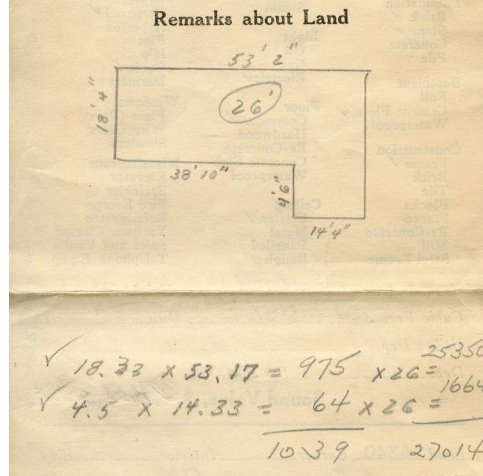 Remarks about Land
53' 2"
18' 4"
26'
38' 10"
4' 6"
14' 4"
✓ 18.33 x 53.17 = 975 x 26 = 25350
✓ 4.5 x 14.33 = 64 x 26 = 1664
1039 27014